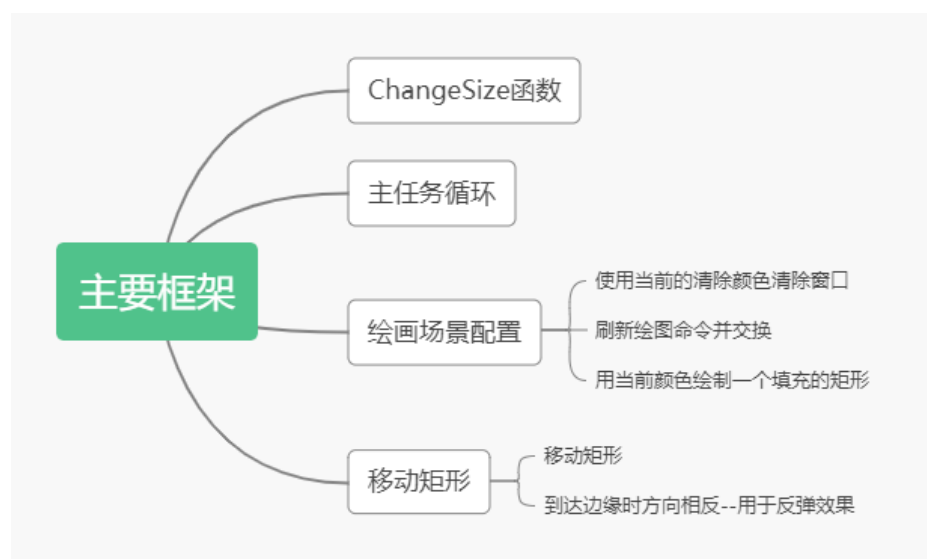 ChangeSize函数
主任务循环
主要框架
绘画场景配置
使用当前的清除颜色清除窗口
刷新绘图命令并交换
用当前颜色绘制一个填充的矩形
移动矩形
移动矩形
到达边缘时方向相反--用于反弹效果